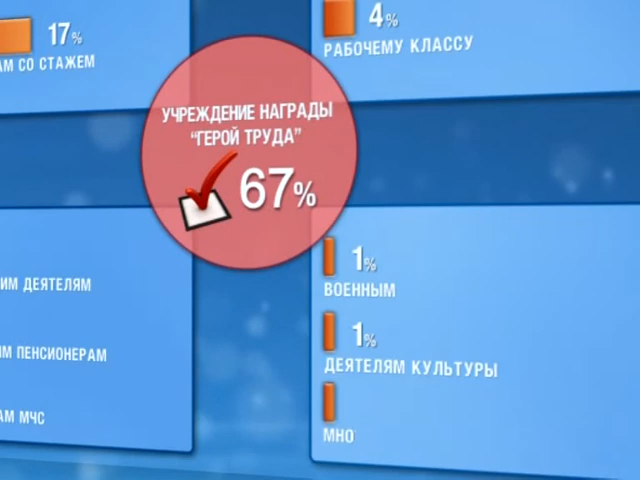 17%
АМ СО СТАЖЕМ
4%
РАБОЧЕМУ КЛАССУ
УЧРЕЖДЕНИЕ НАГРАДЫ
“ГЕРОЙ ТРУДА”
67%
ИМ ДЕЯТЕЛЯМ
ИМ ПЕНСИОНЕРАМ
АМ МЧС
1%
ВОЕННЫМ
1%
ДЕЯТЕЛЯМ КУЛЬТУРЫ
МНО